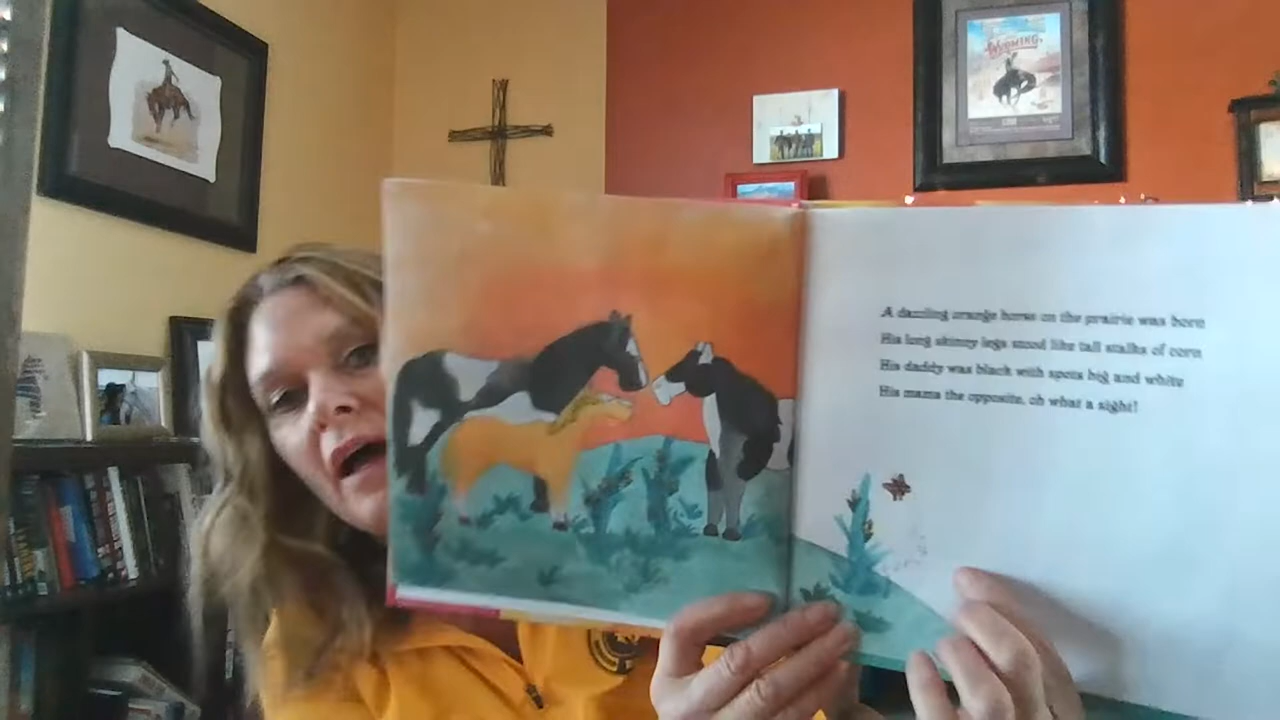 WYOMING
A dazzling orange horse on the prairie was born
His long skinny legs stood like tall stalks of corn
His daddy was black with spots big and white
His mama the opposite, oh what a sight!